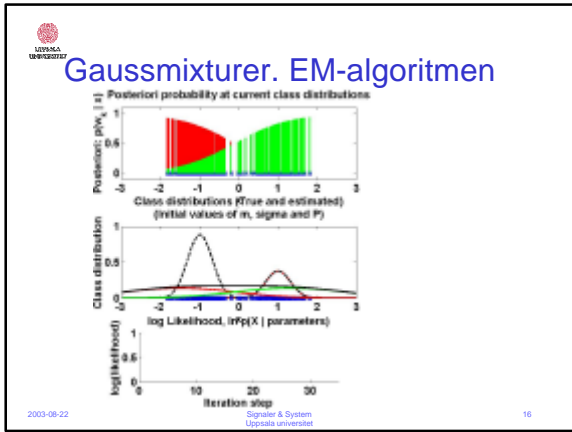 UPPSALA
UNIVERSITET
Gaussmixturer. EM-algoritmen
Posteriori probability at current class distributions
Posteriori: p(w_k | x)
1
0.5
0
-3 -2 -1 0 1 2 3
Class distributions (True and estimated)
(Initial values of m, sigma and P)
Class distribution
1
0.5
0
-3 -2 -1 0 1 2 3
log Likelihood, ln p(X | parameters)
log(likelihood)
1
0.5
0
0 10 20 30
Iteration step
2003-08-22
Signaler & System
Uppsala universitet
16